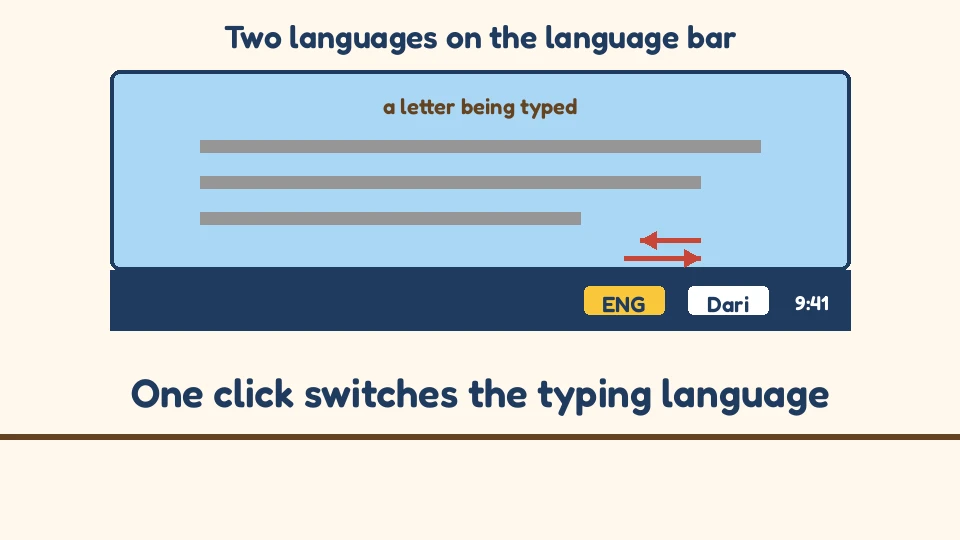 Two languages on the language bar
a letter being typed
ENG Dari 9:41
One click switches the typing language